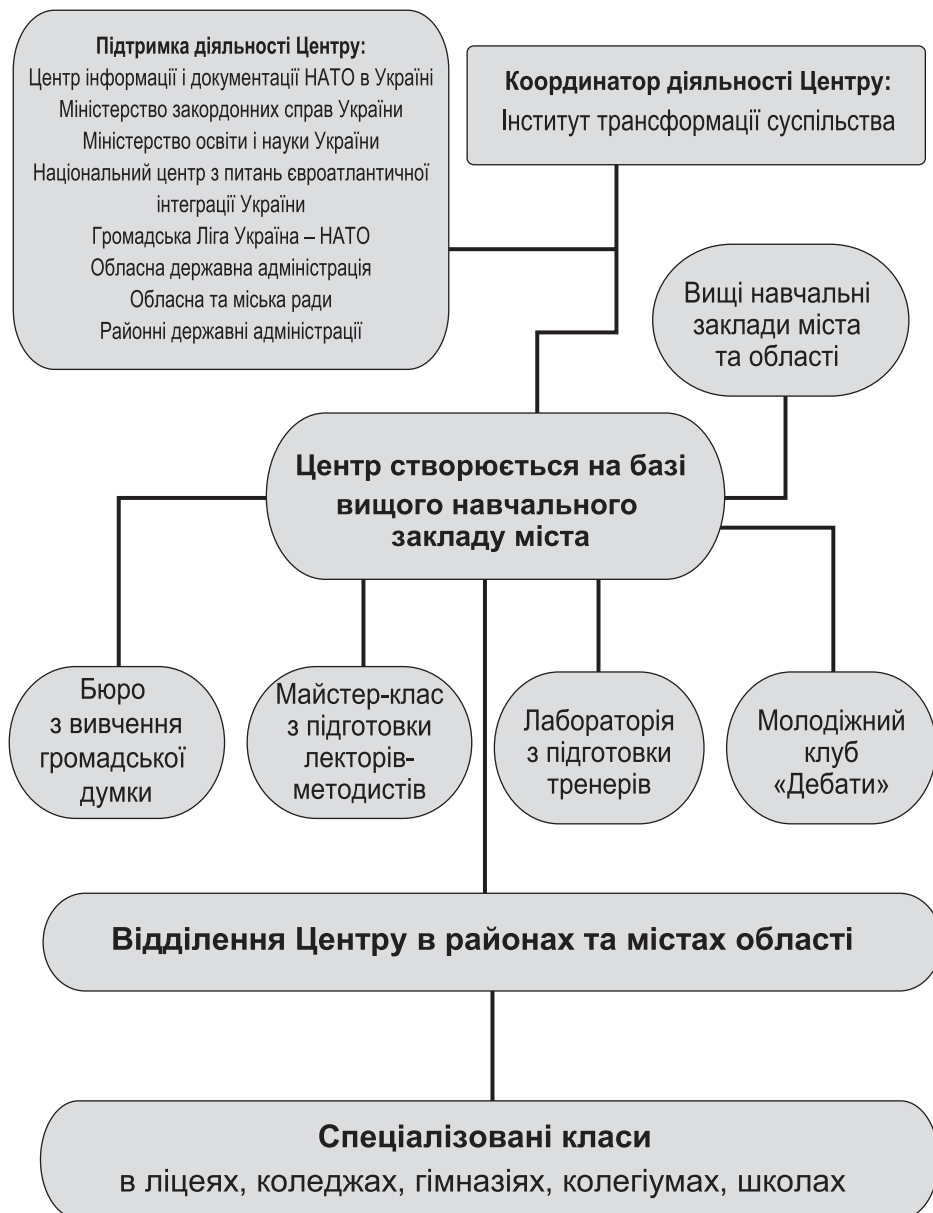 Підтримка діяльності Центру:
Центр інформації і документації НАТО в Україні
Міністерство закордонних справ України
Міністерство освіти і науки України
Національний центр з питань євроатлантичної
інтеграції України
Громадська Ліга Україна – НАТО
Обласна державна адміністрація
Обласна та міська ради
Районні державні адміністрації
Координатор діяльності Центру:
Інститут трансформації суспільства
Вищі навчальні
заклади міста
та області
Центр створюється на базі
вищого навчального
закладу міста
Бюро
з вивчення
громадської
думки
Майстер-клас
з підготовки
лекторів-
методистів
Лабораторія
з підготовки
тренерів
Молодіжний
клуб
«Дебати»
Відділення Центру в районах та містах області
Спеціалізовані класи
в ліцеях, коледжах, гімназіях, колегіумах, школах